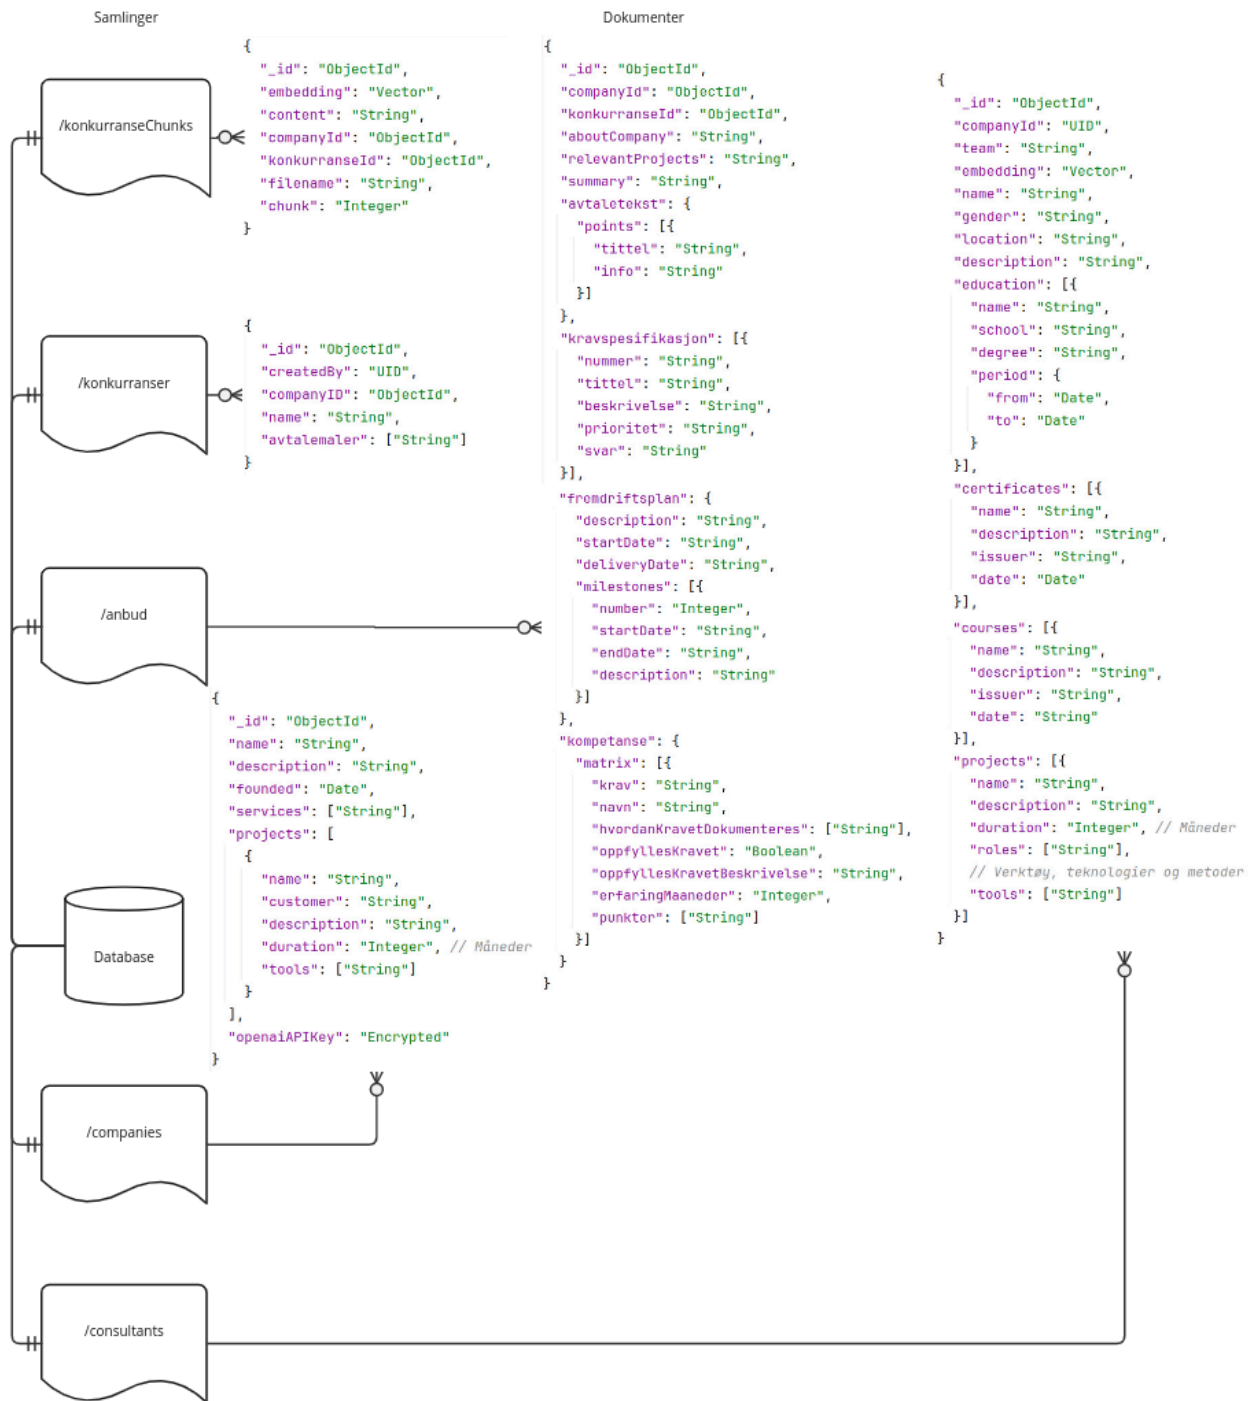 Samlinger
Dokumenter
/konkurranseChunks
{
"_id": "ObjectId",
"embedding": "Vector",
"content": "String",
"companyId": "ObjectId",
"konkurranseId": "ObjectId",
"filename": "String",
"chunk": "Integer"
}
/konkurranser
{
"_id": "ObjectId",
"createdBy": "UID",
"companyID": "ObjectId",
"name": "String",
"avtalemaler": ["String"]
}
/anbud
{
"_id": "ObjectId",
"companyId": "ObjectId",
"konkurranseId": "ObjectId",
"aboutCompany": "String",
"relevantProjects": "String",
"summary": "String",
"avtaletekst": {
"points": [{
"tittel": "String",
"info": "String"
}]
},
"kravspesifikasjon": [{
"nummer": "String",
"tittel": "String",
"beskrivelse": "String",
"prioritet": "String",
"svar": "String"
}],
"fremdriftsplan": {
"description": "String",
"startDate": "String",
"deliveryDate": "String",
"milestones": [{
"number": "Integer",
"startDate": "String",
"endDate": "String",
"description": "String"
}]
},
"kompetanse": {
"matrix": [{
"krav": "String",
"navn": "String",
"hvordanKravetDokumenteres": ["String"],
"oppfyllesKravet": "Boolean",
"oppfyllesKravetBeskrivelse": "String",
"erfaringMaaneder": "Integer",
"punkter": ["String"]
}]
}
}
Database
/companies
{
"_id": "ObjectId",
"name": "String",
"description": "String",
"founded": "Date",
"services": ["String"],
"projects": [
{
"name": "String",
"customer": "String",
"description": "String",
"duration": "Integer", // Måneder
"tools": ["String"]
}
],
"openaiAPIKey": "Encrypted"
}
/consultants
{
"_id": "ObjectId",
"companyId": "UID",
"team": "String",
"embedding": "Vector",
"name": "String",
"gender": "String",
"location": "String",
"description": "String",
"education": [{
"name": "String",
"school": "String",
"degree": "String",
"period": {
"from": "Date",
"to": "Date"
}
}],
"certificates": [{
"name": "String",
"description": "String",
"issuer": "String",
"date": "Date"
}],
"courses": [{
"name": "String",
"description": "String",
"issuer": "String",
"date": "String"
}],
"projects": [{
"name": "String",
"description": "String",
"duration": "Integer", // Måneder
"roles": ["String"],
// Verktøy, teknologier og metoder
"tools": ["String"]
}]
}